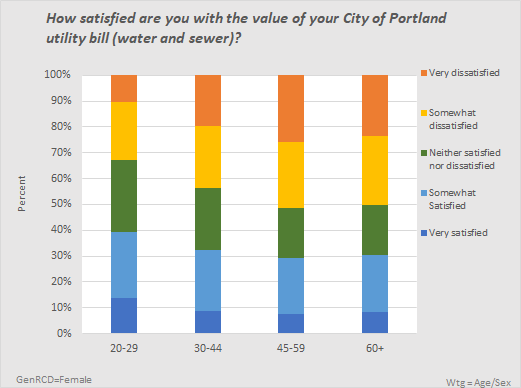 How satisfied are you with the value of your City of Portland
utility bill (water and sewer)?
100%
90%
80%
70%
60%
50%
40%
30%
20%
10%
0%
Percent
20-29
30-44
45-59
60+
Very dissatisfied
Somewhat
dissatisfied
Neither satisfied
nor dissatisfied
Somewhat
Satisfied
Very satisfied
GenRCD=Female
Wtg = Age/Sex